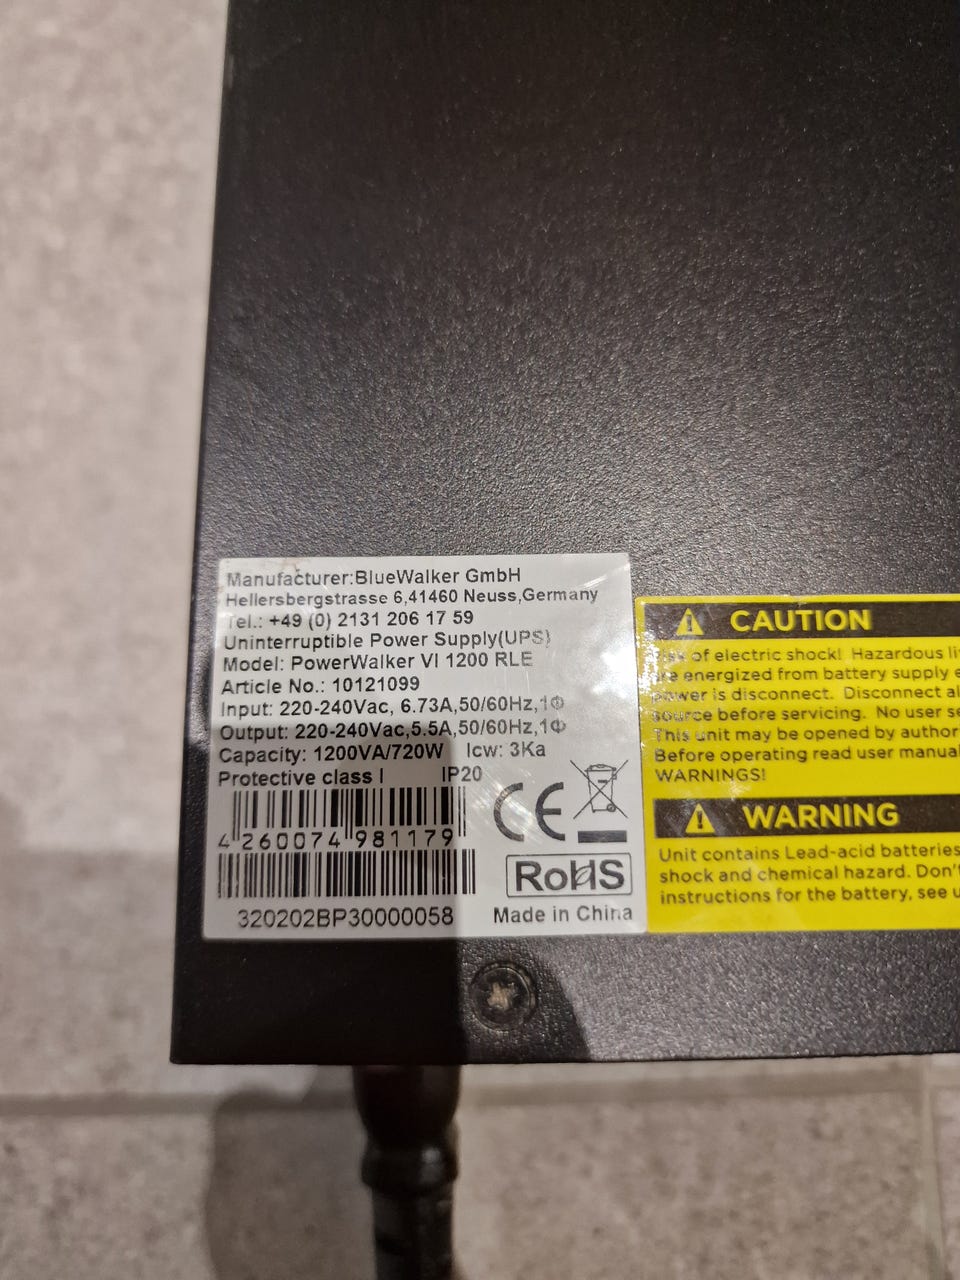 Manufacturer:BlueWalker GmbH
Hellersbergstrasse 6,41460 Neuss,Germany
Tel.: +49 (0) 2131 206 17 59
Uninterruptible Power Supply(UPS)
Model: PowerWalker VI 1200 RLE
Article No.: 10121099
Input: 220-240Vac, 6.73A,50/60Hz,1Φ
Output: 220-240Vac,5.5A,50/60Hz,1Φ
Capacity: 1200VA/720W Icw: 3Ka
Protective class I IP20
4 260074 981179
CE
RoHS
320202BP30000058
Made in China
CAUTION
of electric shock! Hazardous
are energized from battery supply
power is disconnect. Disconnect
source before servicing. No user
This unit may be opened by
Before operating read user manual
WARNINGS!
WARNING
Unit contains Lead-acid batteries
shock and chemical hazard.
instructions for the battery, see